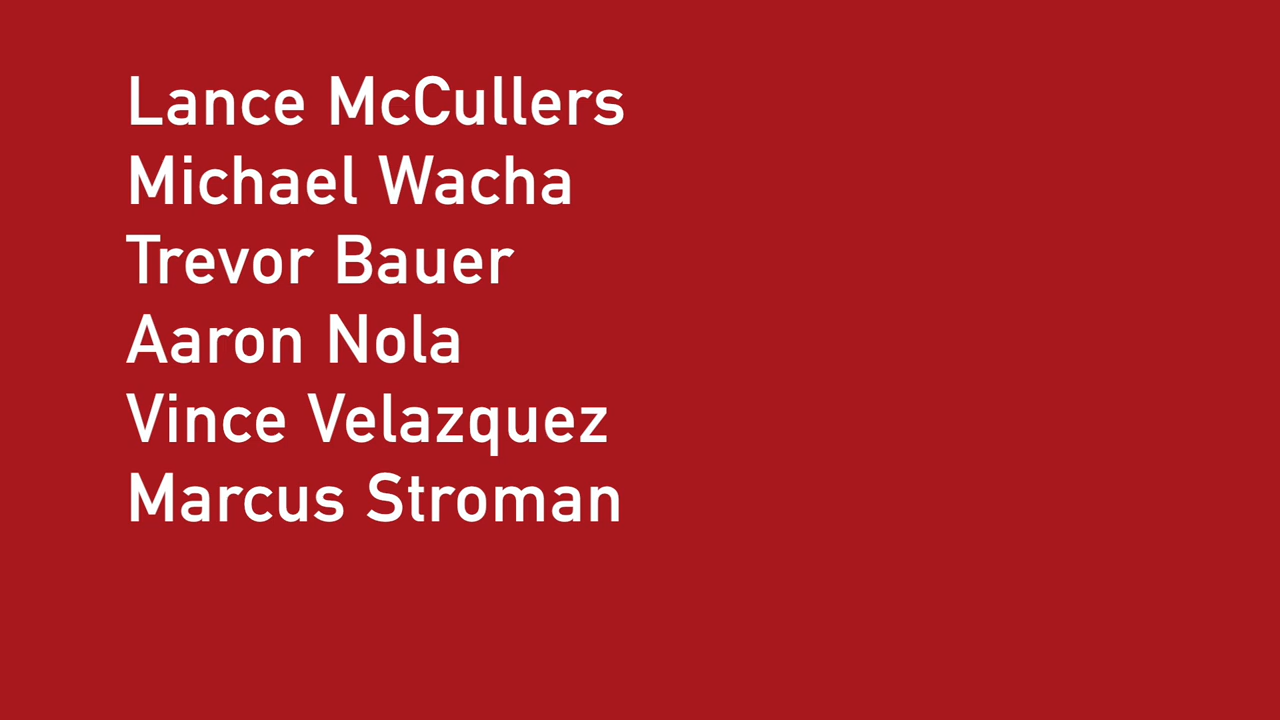 Lance McCullers
Michael Wacha
Trevor Bauer
Aaron Nola
Vince Velazquez
Marcus Stroman